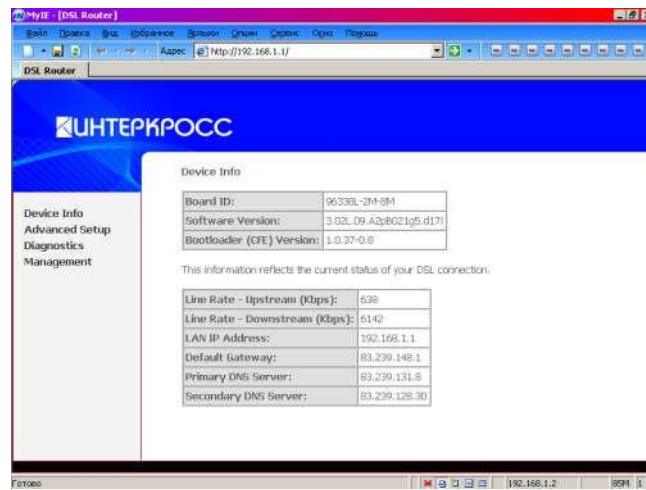 MyIE - [DSL Router]
Файл Правка Вид Избранное Сервис Окно Помощь
Адрес http://192.168.1.1/
DSL Router
ИНТЕРКРОСС
Device Info
Board ID: 96338L-2M-8M
Software Version: 3.02L.09.A2pB021g5.d17
Bootloader (CFE) Version: 1.0.37-0.8
Device Info
Advanced Setup
Diagnostics
Management
This information reflects the current status of your DSL connection.
Line Rate - Upstream (Kbps): 638
Line Rate - Downstream (Kbps): 6142
LAN IP Address: 192.168.1.1
Default Gateway: 83.239.148.1
Primary DNS Server: 83.239.131.8
Secondary DNS Server: 83.239.128.30
Готово 192.168.1.2 85M